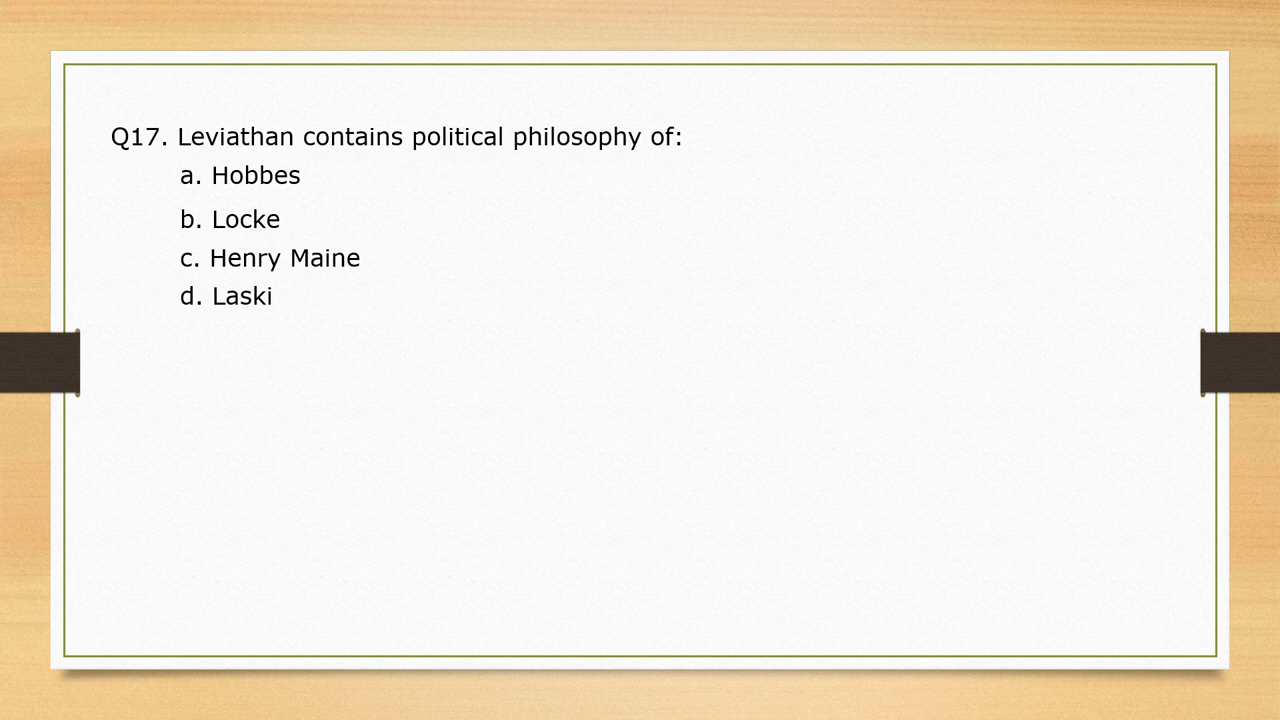 Q17. Leviathan contains political philosophy of:
a. Hobbes
b. Locke
c. Henry Maine
d. Laski